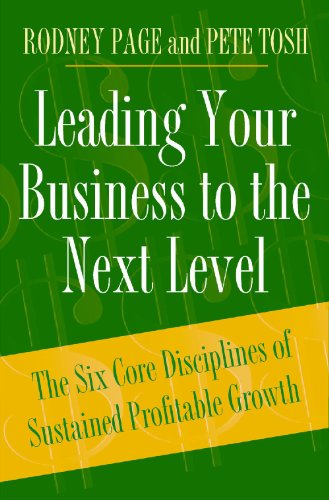 RODNEY PAGE and PETE TOSH
Leading Your
Business to the
Next Level
The Six Core Disciplines of
Sustained Profitable Growth